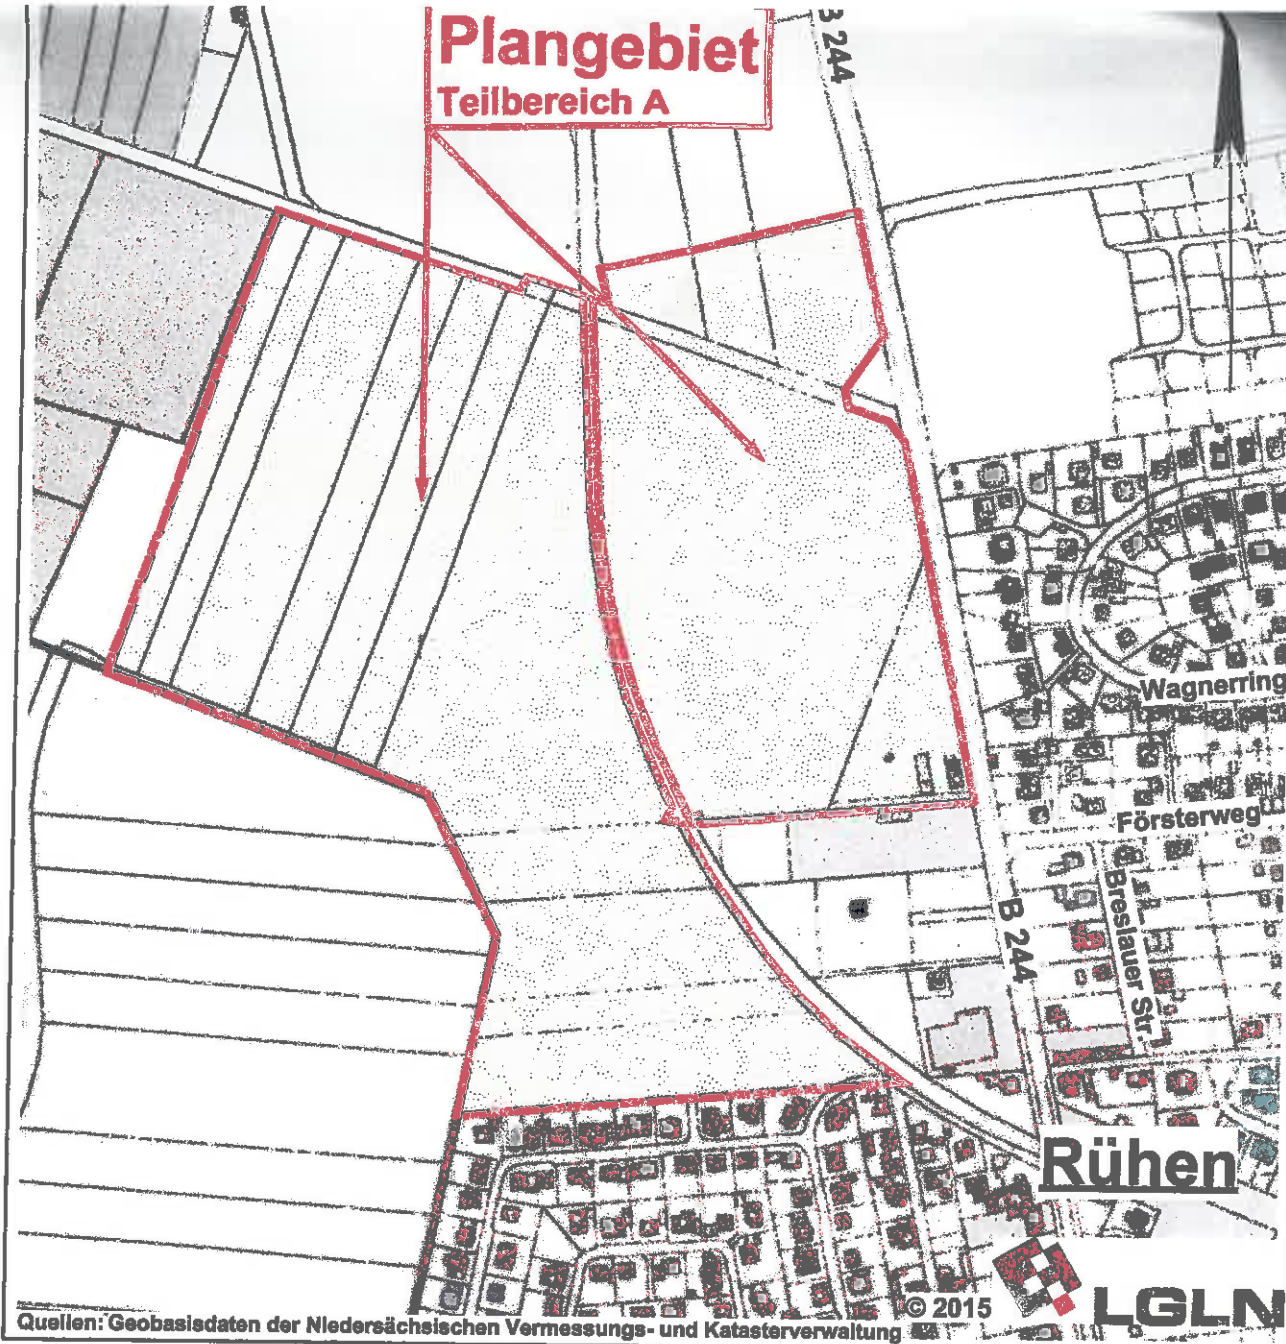 Plangebiet
Teilbereich A
B 244
Wagnerring
Försterweg
Breslauer Str.
B 244
Rühen
© 2015
LGLN
Quellen: Geobasisdaten der Niedersächsischen Vermessungs- und Katasterverwaltung